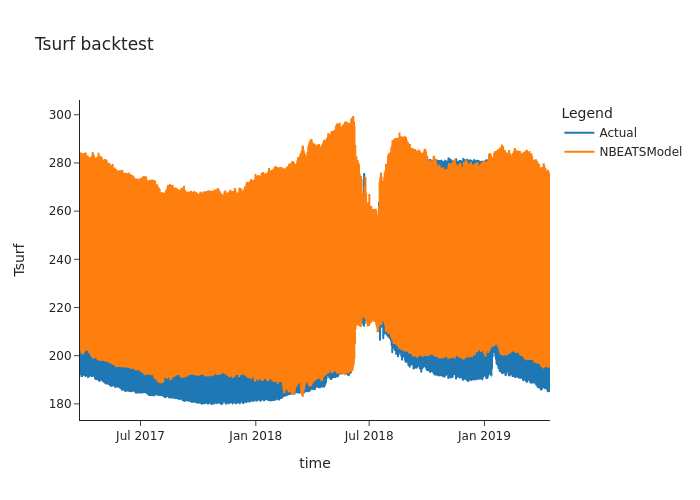 Tsurf backtest
Legend
Actual
NBEATSModel
Tsurf
300
280
260
240
220
200
180
Jul 2017
Jan 2018
Jul 2018
Jan 2019
time